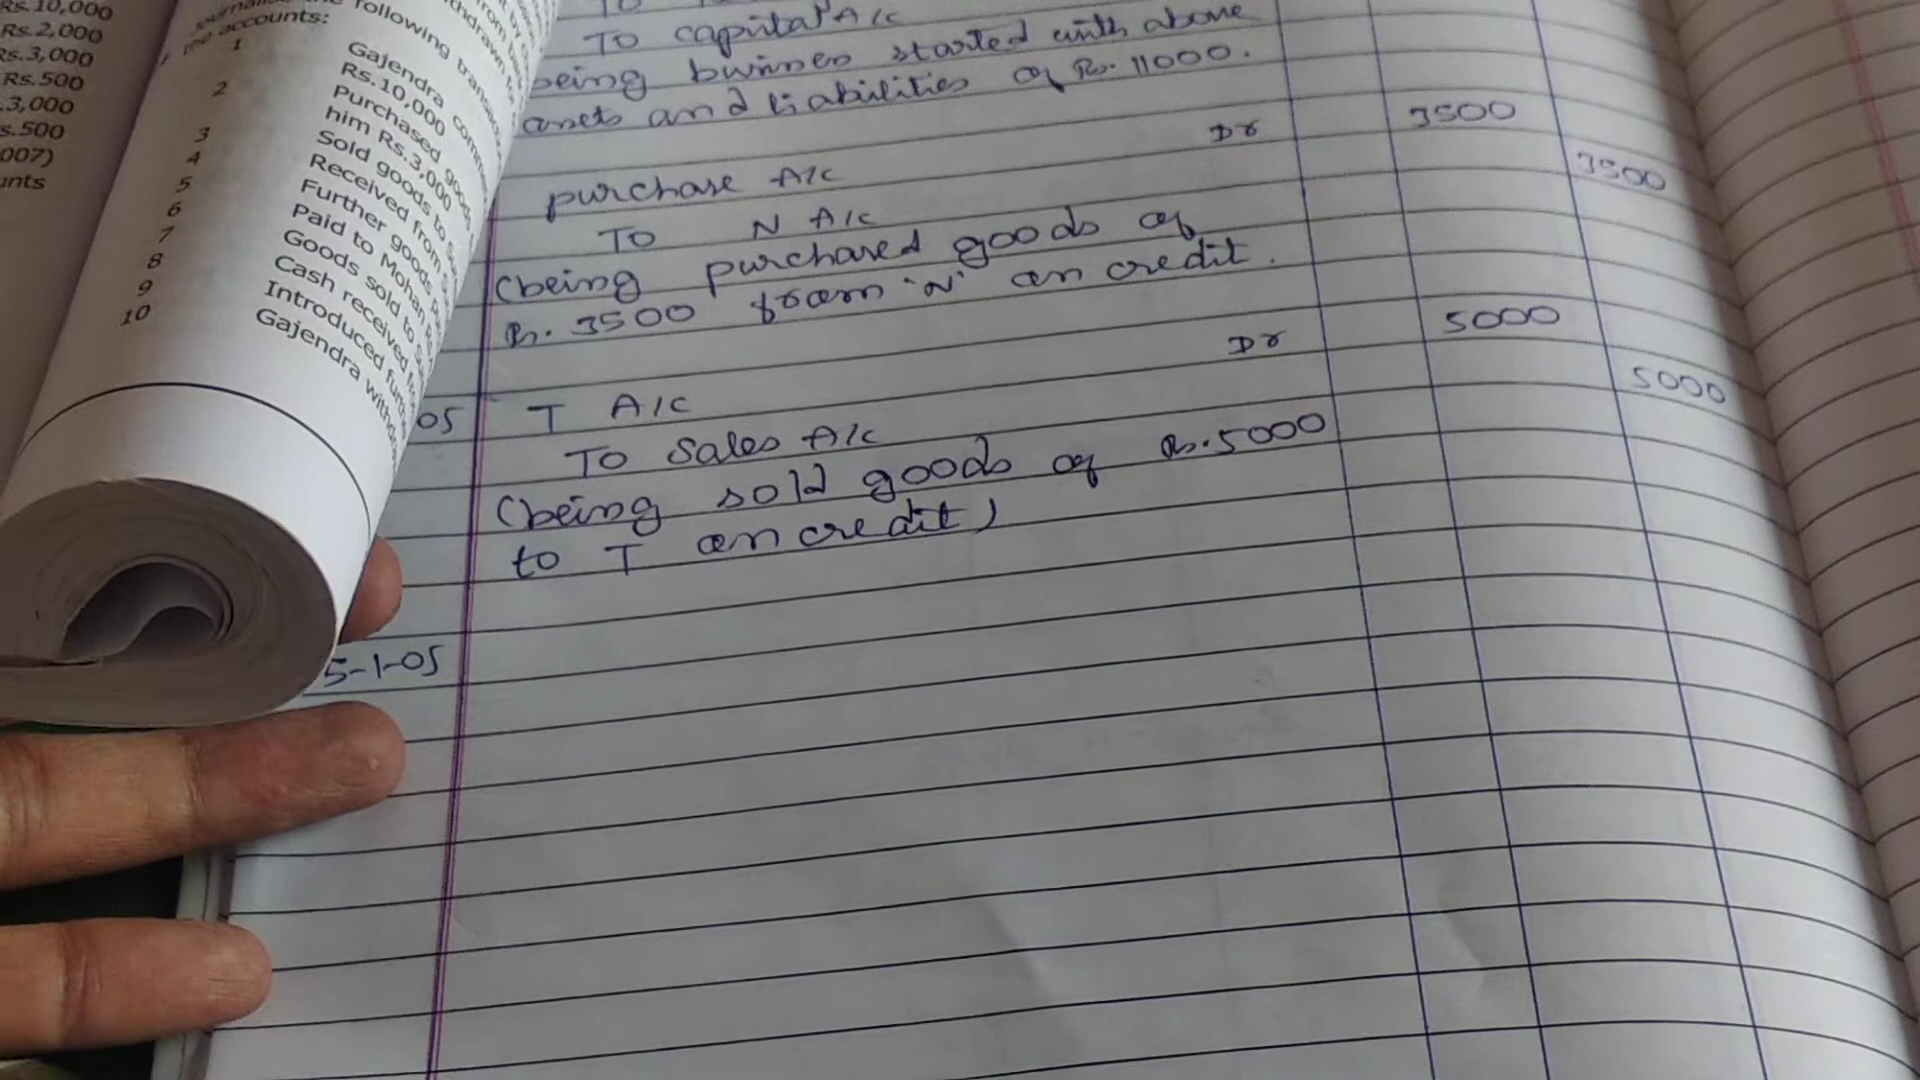 Rs.10,000
Rs.2,000
Rs.3,000
Rs.500
3,000
s.500
007)
unts
following
the accounts:
1 Gajendra
Rs.10,000
2 Purchased
him Rs.3,000
3 Sold goods to
4 Received from
5 Further goods
6 Paid to Mohan
7 Goods sold to
8 Cash received
9 Introduced
10 Gajendra
To capital A/c
being business started with above
assets and liabilities of Rs. 11000.
purchase A/c Dr 3500
To N A/c 3500
(being purchased goods of
Rs. 3500 from 'N' on credit.
05 T A/c Dr 5000
To Sales A/c 5000
(being sold goods of Rs.5000
to T on credit)
5-1-05